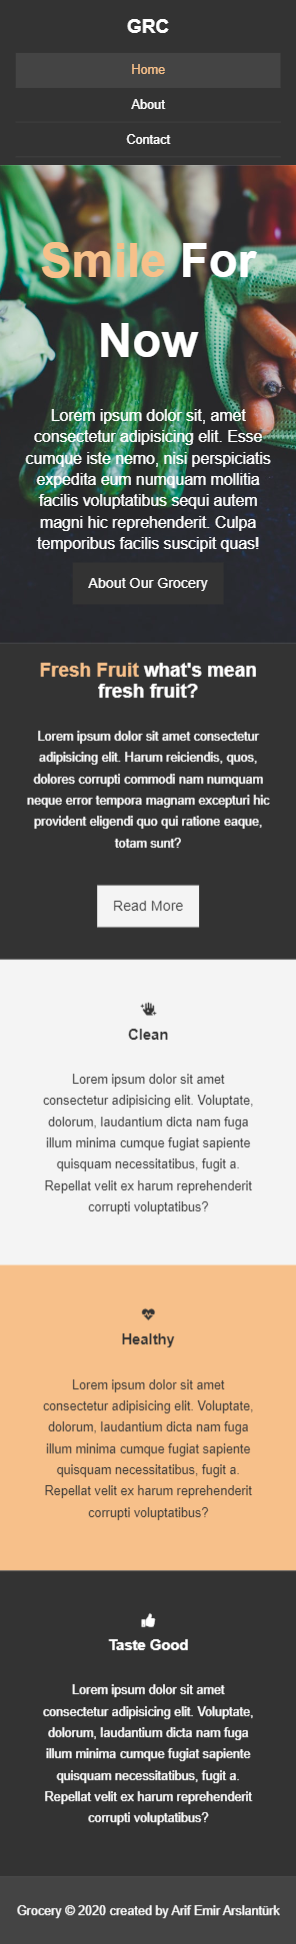 GRC
Home
About
Contact
Smile For
Now
Lorem ipsum dolor sit, amet
consectetur adipisicing elit. Esse
cumque iste nemo, nisi perspiciatis
expedita eum numquam mollitia
facilis voluptatibus sequi autem
magni hic reprehenderit. Culpa
temporibus facilis suscipit quas!
About Our Grocery
Fresh Fruit what's mean
fresh fruit?
Lorem ipsum dolor sit amet consectetur
adipisicing elit. Harum reiciendis, quos,
dolores corrupti commodi nam numquam
neque error tempora magnam excepturi hic
provident eligendi quo qui ratione eaque,
totam sunt?
Read More
Clean
Lorem ipsum dolor sit amet
consectetur adipisicing elit. Voluptate,
dolorum, laudantium dicta nam fuga
illum minima cumque fugiat sapiente
quisquam necessitatibus, fugit a.
Repellat velit ex harum reprehenderit
corrupti voluptatibus?
Healthy
Lorem ipsum dolor sit amet
consectetur adipisicing elit. Voluptate,
dolorum, laudantium dicta nam fuga
illum minima cumque fugiat sapiente
quisquam necessitatibus, fugit a.
Repellat velit ex harum reprehenderit
corrupti voluptatibus?
Taste Good
Lorem ipsum dolor sit amet
consectetur adipisicing elit. Voluptate,
dolorum, laudantium dicta nam fuga
illum minima cumque fugiat sapiente
quisquam necessitatibus, fugit a.
Repellat velit ex harum reprehenderit
corrupti voluptatibus?
Grocery © 2020 created by Arif Emir Arslantürk